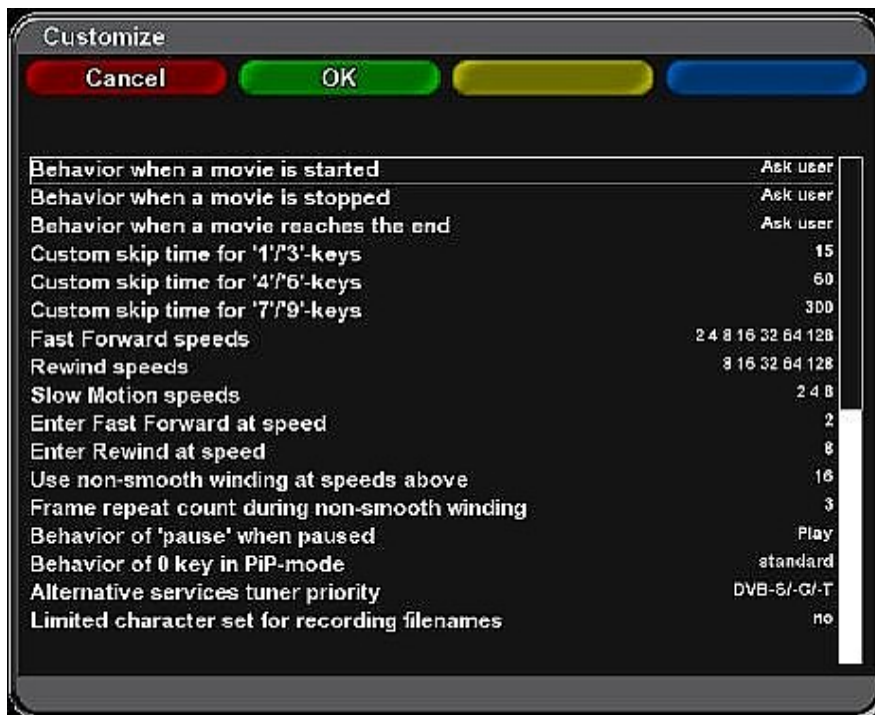 Customize
Cancel OK
Behavior when a movie is started Ask user
Behavior when a movie is stopped Ask user
Behavior when a movie reaches the end Ask user
Custom skip time for '1'/'3'-keys 15
Custom skip time for '4'/'6'-keys 60
Custom skip time for '7'/'9'-keys 300
Fast Forward speeds 2 4 8 16 32 64 128
Rewind speeds 8 16 32 64 128
Slow Motion speeds 2 4 8
Enter Fast Forward at speed 2
Enter Rewind at speed 8
Use non-smooth winding at speeds above 16
Frame repeat count during non-smooth winding 3
Behavior of 'pause' when paused Play
Behavior of 0 key in PiP-mode standard
Alternative services tuner priority DVB-S/-C/-T
Limited character set for recording filenames no